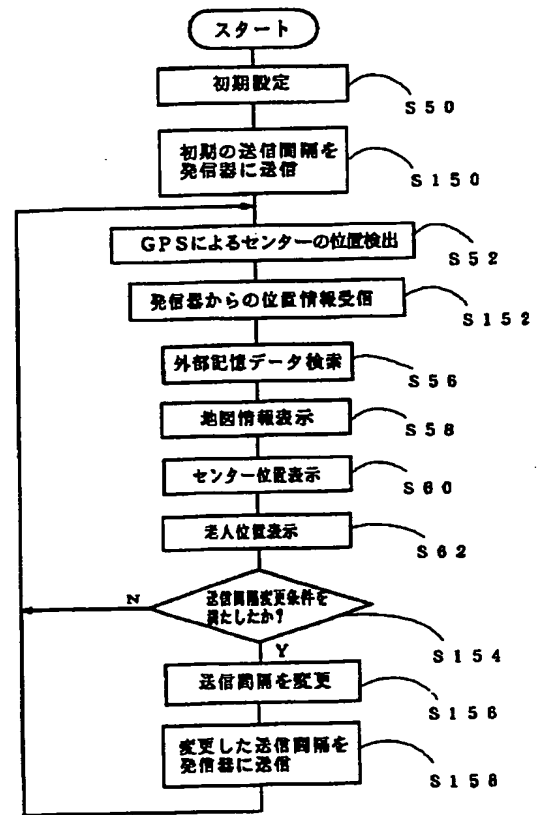 スタート
初期設定
S50
初期の送信間隔を
発信器に送信
S150
GPSによるセンターの位置検出
S52
発信器からの位置情報受信
S152
外部記憶データ検索
S56
地図情報表示
S58
センター位置表示
S60
老人位置表示
S62
送信間隔変更条件を
満たしたか?
N
Y
S154
送信間隔を変更
S156
変更した送信間隔を
発信器に送信
S158